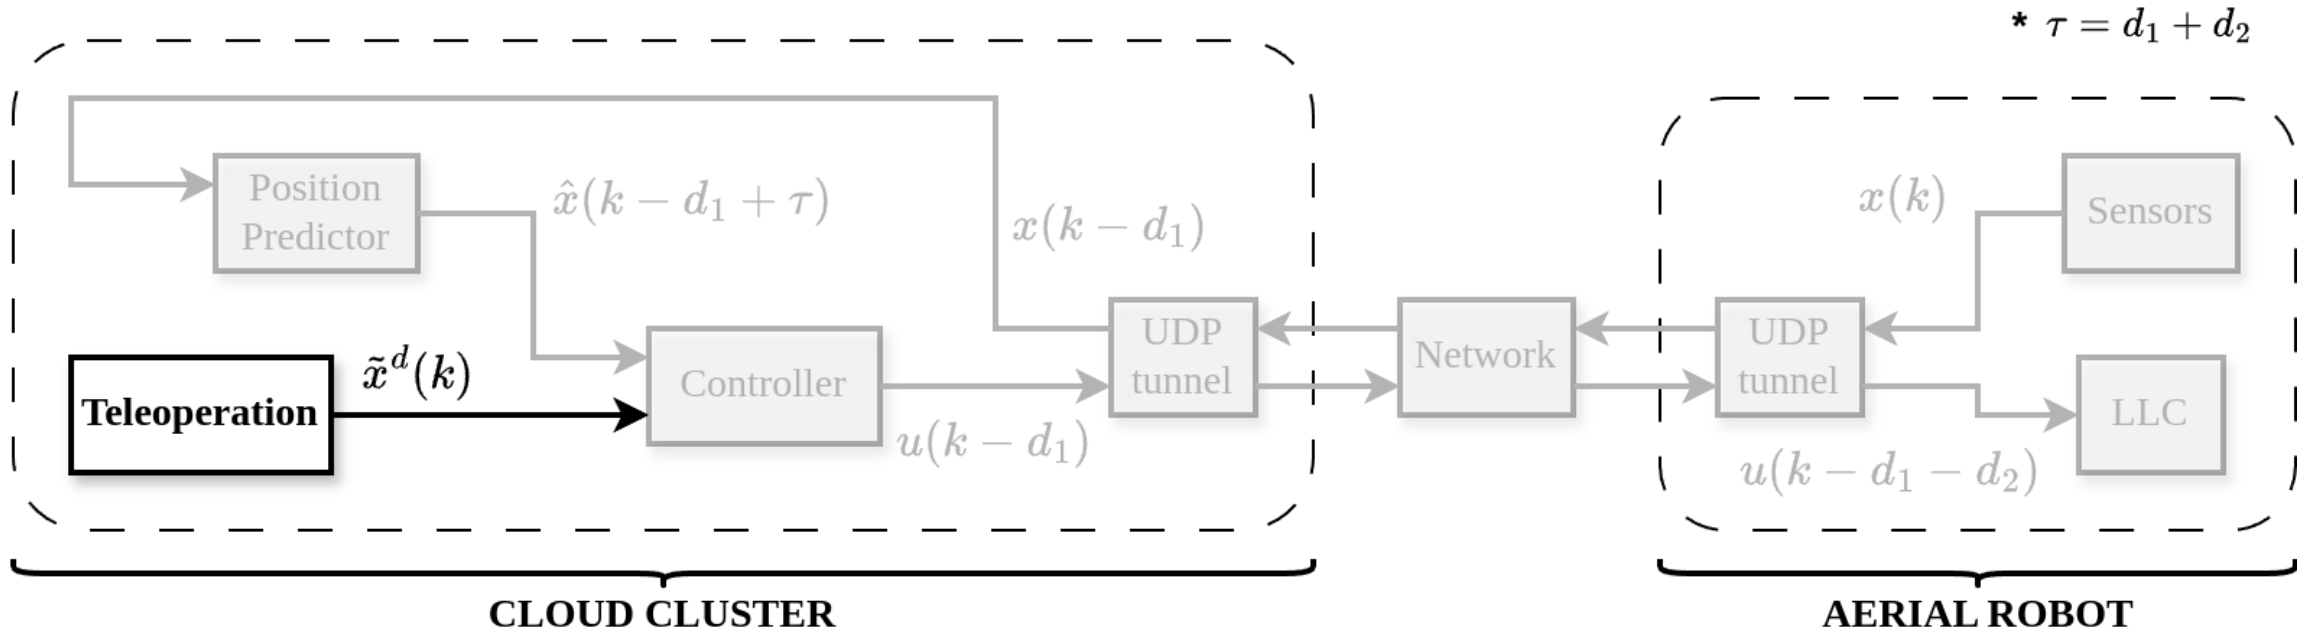 * τ = d₁ + d₂
Position
Predictor
x̂(k − d₁ + τ)
x(k − d₁)
x(k)
Sensors
Teleoperation
x̃ᵈ(k)
Controller
u(k − d₁)
UDP
tunnel
Network
UDP
tunnel
u(k − d₁ − d₂)
LLC
CLOUD CLUSTER
AERIAL ROBOT